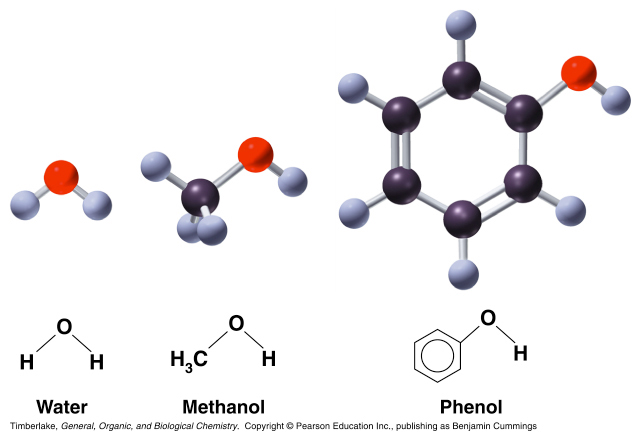 O
H H
O
H₃C H
O
H
Water
Methanol
Phenol
Timberlake, General, Organic, and Biological Chemistry. Copyright © Pearson Education Inc., publishing as Benjamin Cummings